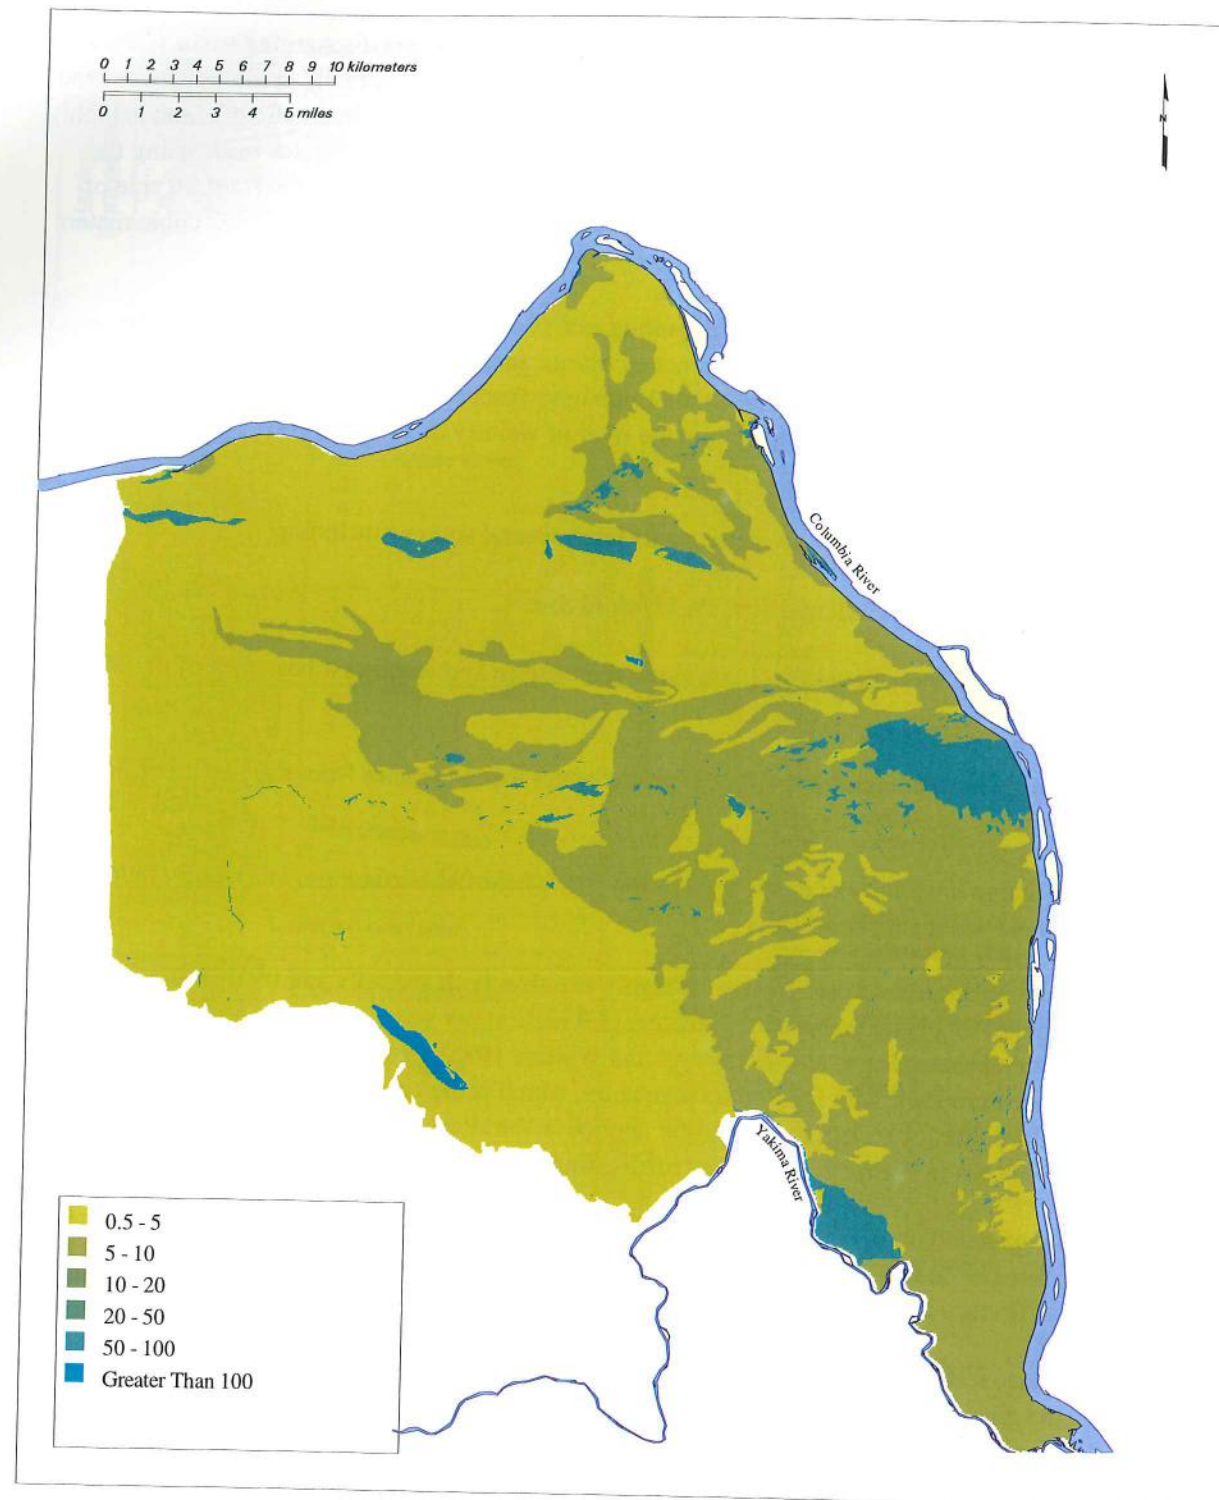 0 1 2 3 4 5 6 7 8 9 10 kilometers
0 1 2 3 4 5 miles
N
Columbia River
Yakima River
0.5 - 5
5 - 10
10 - 20
20 - 50
50 - 100
Greater Than 100